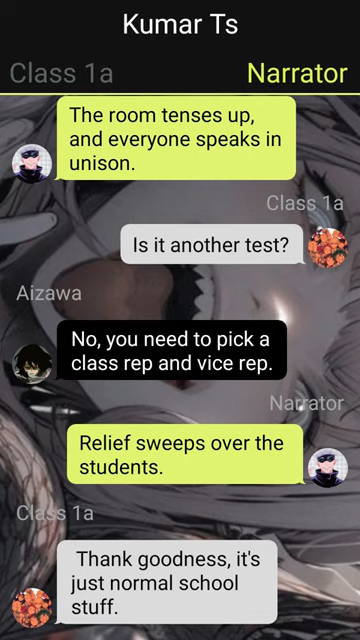 Kumar Ts
Class 1a
Narrator
The room tenses up,
and everyone speaks in
unison.
Class 1a
Is it another test?
Aizawa
No, you need to pick a
class rep and vice rep.
Narrator
Relief sweeps over the
students.
Class 1a
Thank goodness, it's
just normal school
stuff.